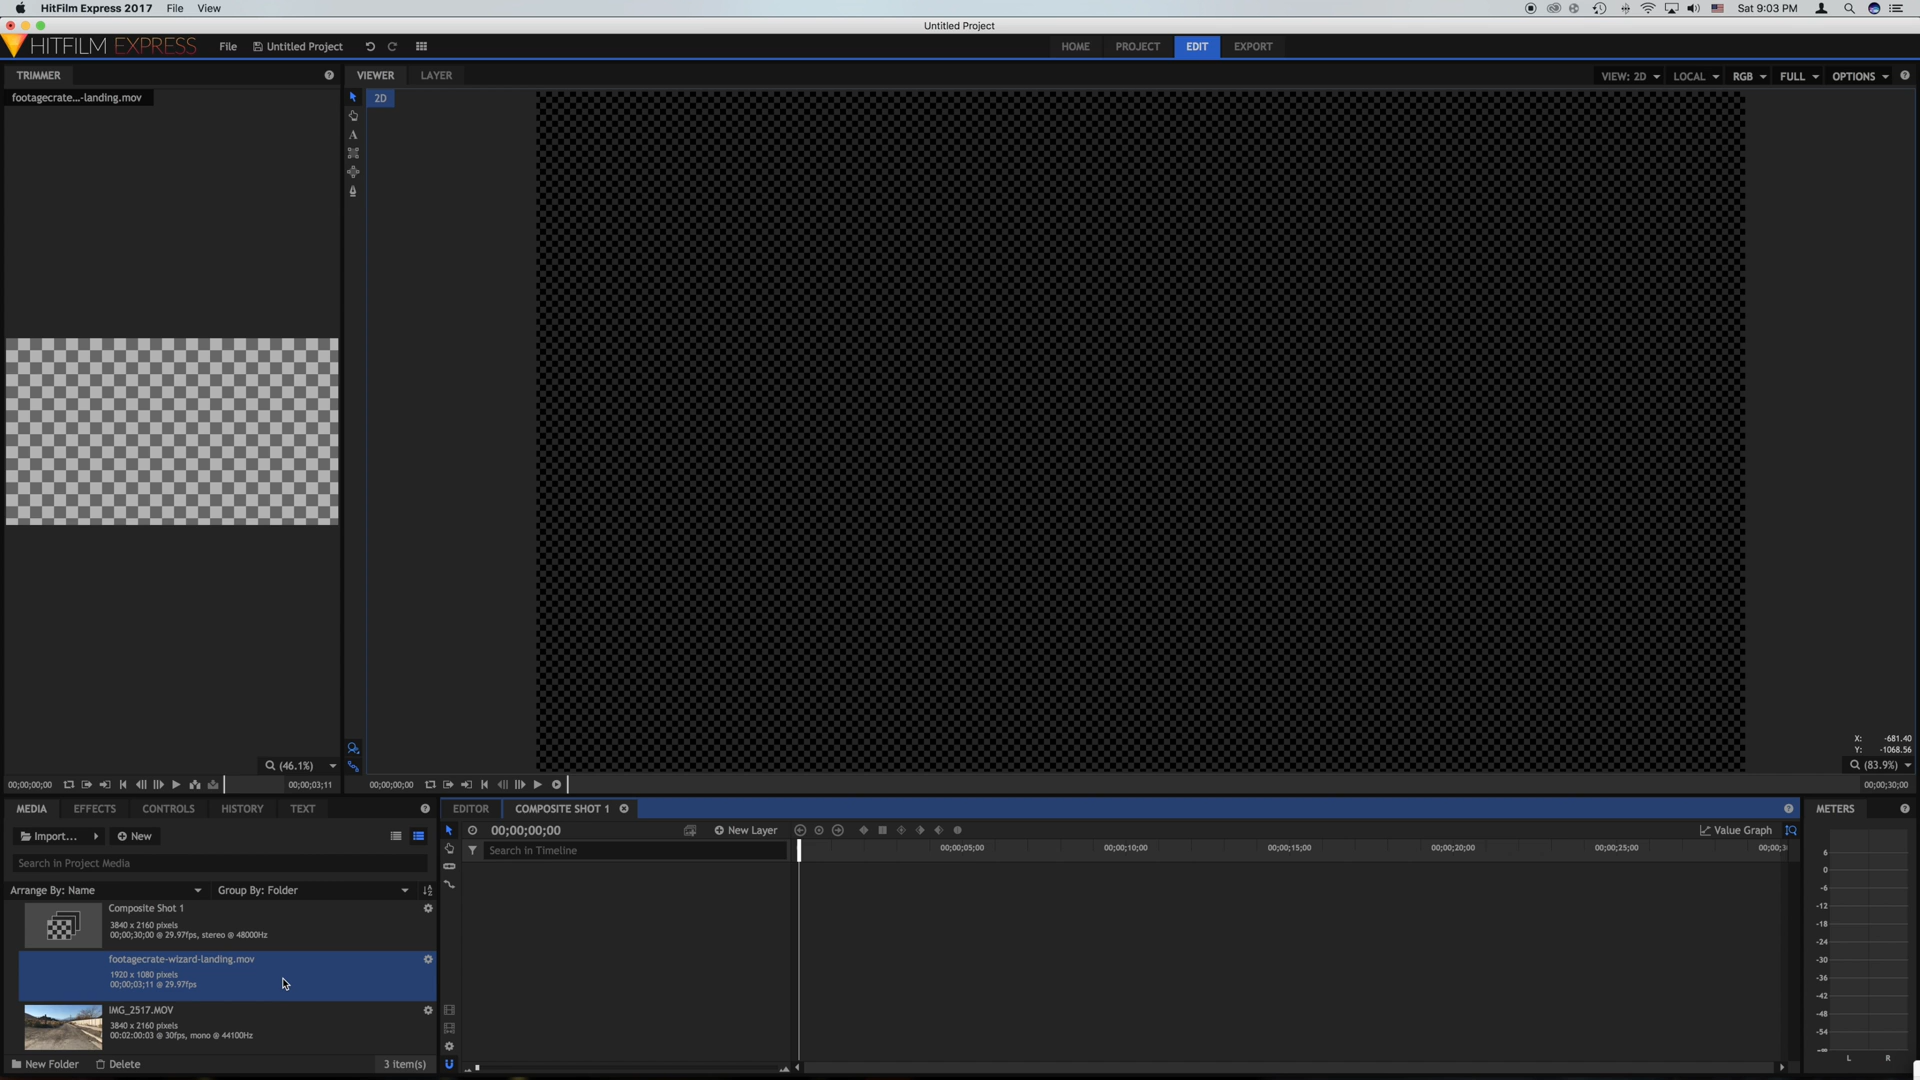 HitFilm Express 2017 File View Sat 9:03 PM
Untitled Project
HITFILM EXPRESS File Untitled Project HOME PROJECT EDIT EXPORT
TRIMMER VIEWER LAYER VIEW: 2D LOCAL RGB FULL OPTIONS
footagecrate...-landing.mov 2D
A
X: -681.40
Y: -1068.56
(46.1%) (83.9%)
00;00;00;00 00;00;03;11 00;00;00;00 00;00;30;00
MEDIA EFFECTS CONTROLS HISTORY TEXT EDITOR COMPOSITE SHOT 1 METERS
Import... New 00;00;00;00 New Layer Value Graph
Search in Timeline 00;00;05;00 00;00;10;00 00;00;15;00 00;00;20;00 00;00;25;00 00;00;3
Search in Project Media
Arrange By: Name Group By: Folder
Composite Shot 1
3840 x 2160 pixels
00;00;30;00 @ 29.97fps, stereo @ 48000Hz
footagecrate-wizard-landing.mov
1920 x 1080 pixels
00;00;03;11 @ 29.97fps
IMG_2517.MOV
3840 x 2160 pixels
00:02:00:03 @ 30fps, mono @ 44100Hz
New Folder Delete 3 item(s)
6
0
-6
-12
-18
-24
-30
-36
-42
-48
-54
-∞
L R